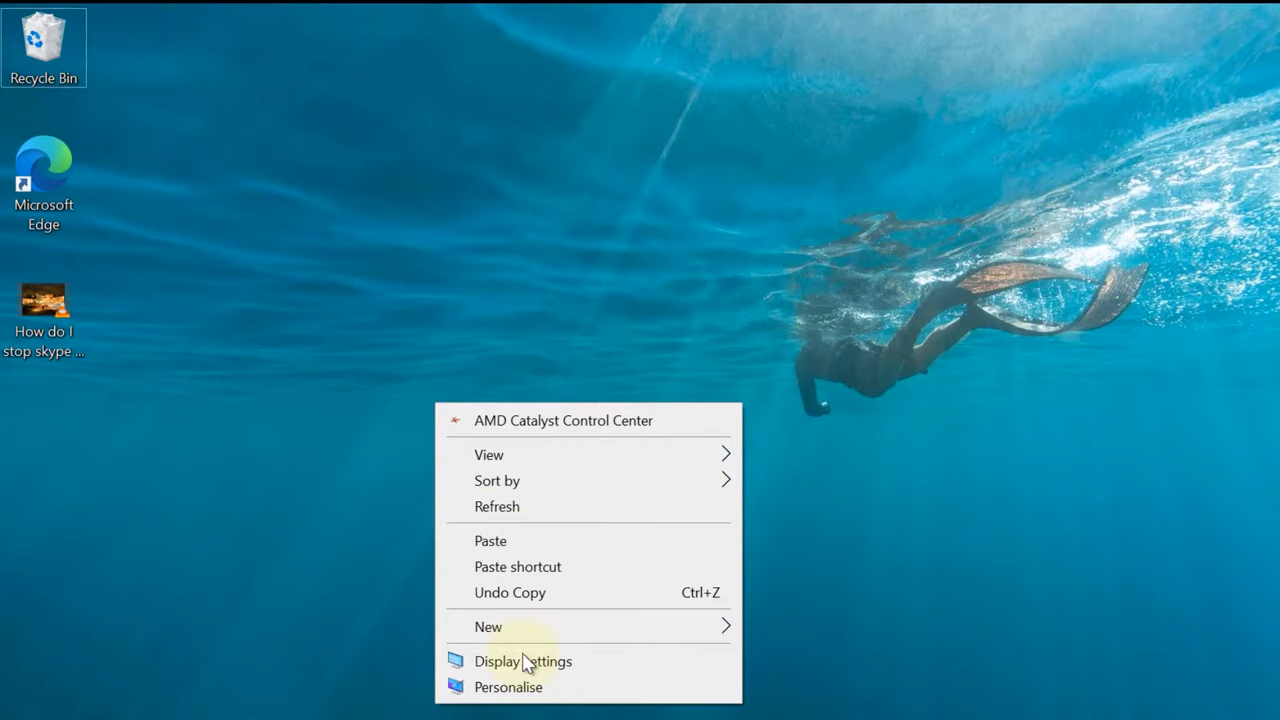 Recycle Bin
Microsoft
Edge
How do I
stop skype ...
AMD Catalyst Control Center
View
Sort by
Refresh
Paste
Paste shortcut
Undo Copy Ctrl+Z
New
Display settings
Personalise